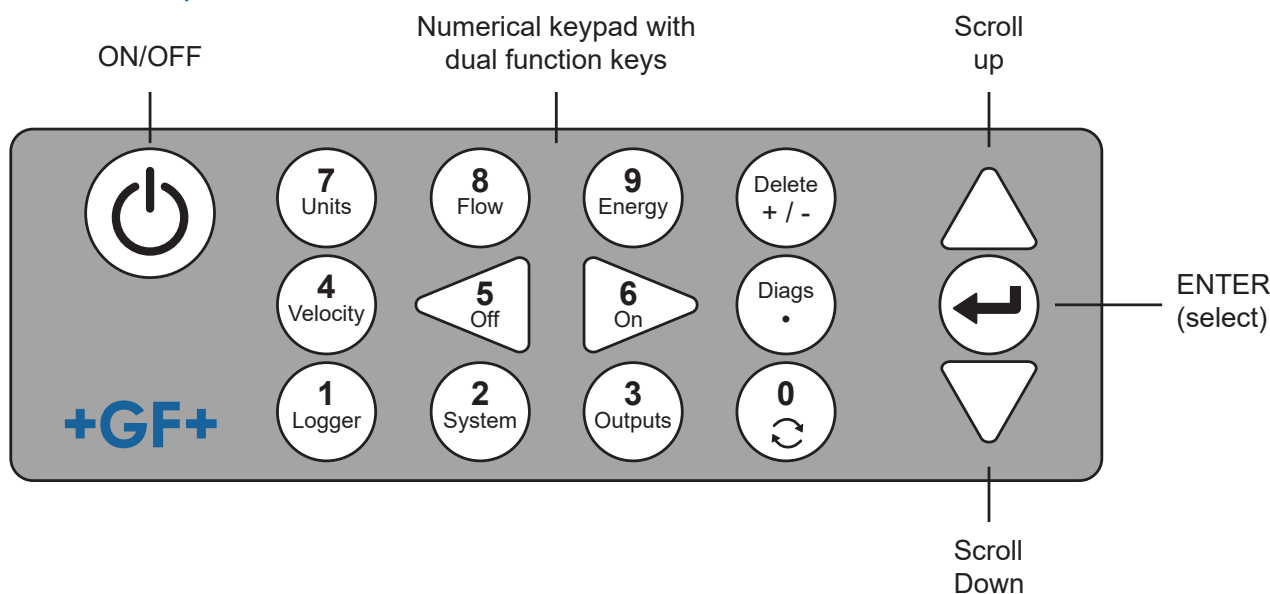 ON/OFF
Numerical keypad with
dual function keys
Scroll
up
7
Units
8
Flow
9
Energy
Delete
+ / -
4
Velocity
5
Off
6
On
Diags
•
ENTER
(select)
1
Logger
2
System
3
Outputs
0
+GF+
Scroll
Down